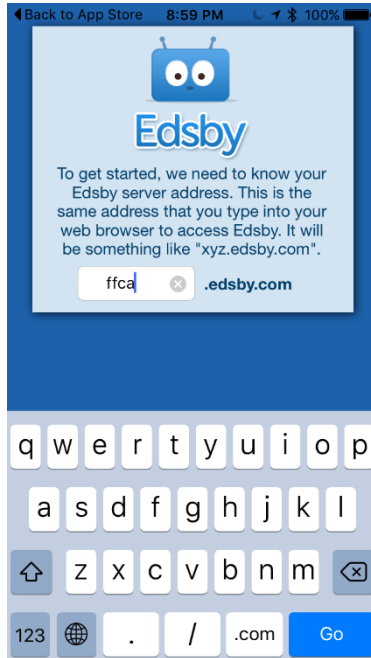 Back to App Store 8:59 PM 100%
Edsby
To get started, we need to know your
Edsby server address. This is the
same address that you type into your
web browser to access Edsby. It will
be something like "xyz.edsby.com".
ffca .edsby.com
q w e r t y u i o p
a s d f g h j k l
z x c v b n m
123 . / .com Go